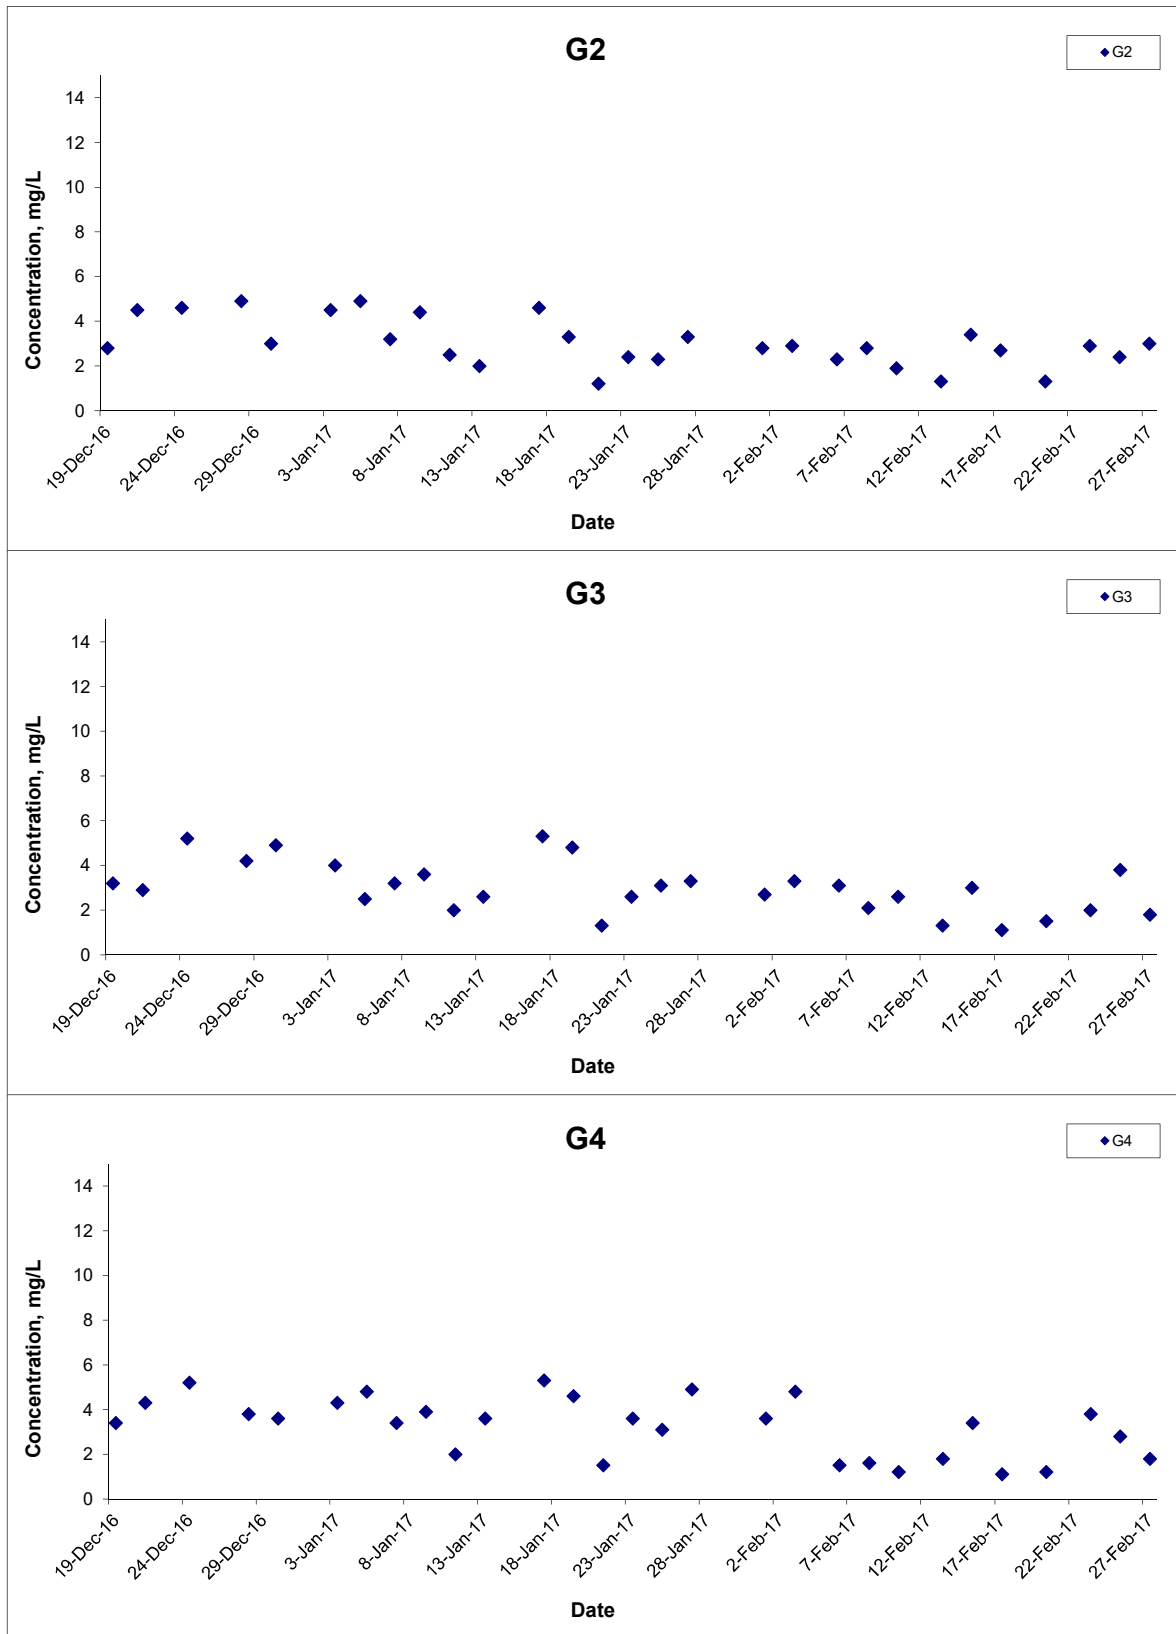 G2
G2
14
12
10
8
6
4
2
0
Concentration, mg/L
19-Dec-16
24-Dec-16
29-Dec-16
3-Jan-17
8-Jan-17
13-Jan-17
18-Jan-17
23-Jan-17
28-Jan-17
2-Feb-17
7-Feb-17
12-Feb-17
17-Feb-17
22-Feb-17
27-Feb-17
Date
G3
G3
14
12
10
8
6
4
2
0
Concentration, mg/L
19-Dec-16
24-Dec-16
29-Dec-16
3-Jan-17
8-Jan-17
13-Jan-17
18-Jan-17
23-Jan-17
28-Jan-17
2-Feb-17
7-Feb-17
12-Feb-17
17-Feb-17
22-Feb-17
27-Feb-17
Date
G4
G4
14
12
10
8
6
4
2
0
Concentration, mg/L
19-Dec-16
24-Dec-16
29-Dec-16
3-Jan-17
8-Jan-17
13-Jan-17
18-Jan-17
23-Jan-17
28-Jan-17
2-Feb-17
7-Feb-17
12-Feb-17
17-Feb-17
22-Feb-17
27-Feb-17
Date